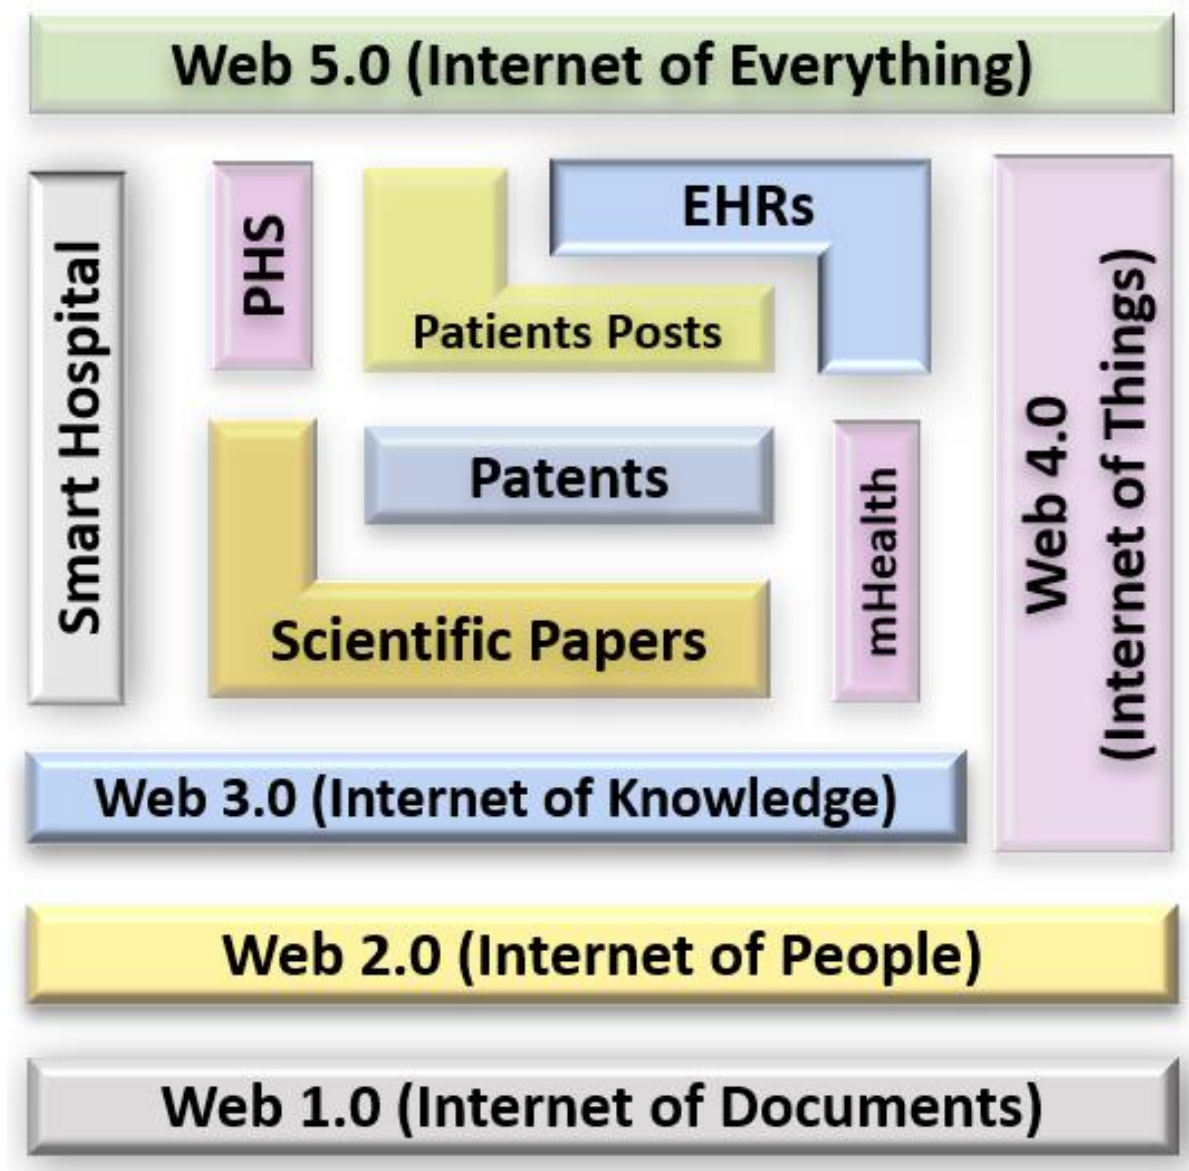 Web 5.0 (Internet of Everything)
Smart Hospital
PHS
Patients Posts
EHRs
Patents
Scientific Papers
mHealth
Web 4.0
(Internet of Things)
Web 3.0 (Internet of Knowledge)
Web 2.0 (Internet of People)
Web 1.0 (Internet of Documents)